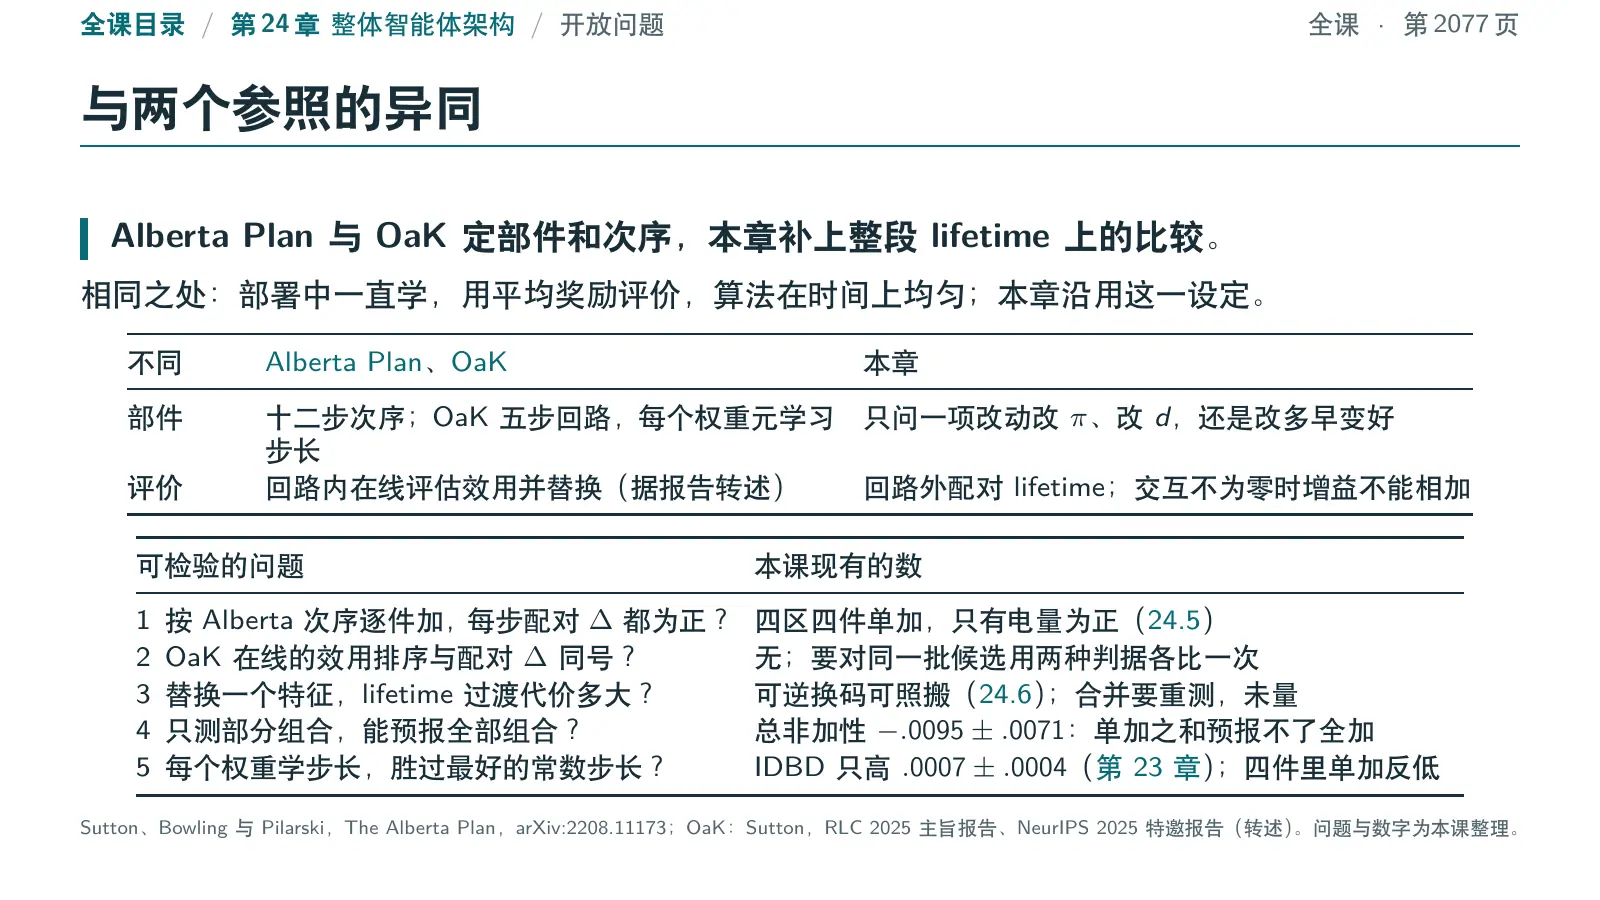 全课目录 / 第 24 章 整体智能体架构 / 开放问题
全课 · 第 2077 页
与两个参照的异同
Alberta Plan 与 OaK 定部件和次序，本章补上整段 lifetime 上的比较。
相同之处：部署中一直学，用平均奖励评价，算法在时间上均匀；本章沿用这一设定。
不同 Alberta Plan、OaK 本章
部件 十二步次序；OaK 五步回路，每个权重元学习 只问一项改动改 π、改 d，还是改多早变好
步长
评价 回路内在线评估效用并替换（据报告转述） 回路外配对 lifetime；交互不为零时增益不能相加
可检验的问题 本课现有的数
1 按 Alberta 次序逐件加，每步配对 Δ 都为正？ 四区四件单加，只有电量为正（24.5）
2 OaK 在线的效用排序与配对 Δ 同号？ 无；要对同一批候选用两种判据各比一次
3 替换一个特征，lifetime 过渡代价多大？ 可逆换码可照搬（24.6）；合并要重测，未量
4 只测部分组合，能预报全部组合？ 总非加性 −.0095 ± .0071：单加之和预报不了全加
5 每个权重学步长，胜过最好的常数步长？ IDBD 只高 .0007 ± .0004（第 23 章）；四件里单加反低
Sutton、Bowling 与 Pilarski，The Alberta Plan，arXiv:2208.11173；OaK：Sutton，RLC 2025 主旨报告、NeurIPS 2025 特邀报告（转述）。问题与数字为本课整理。